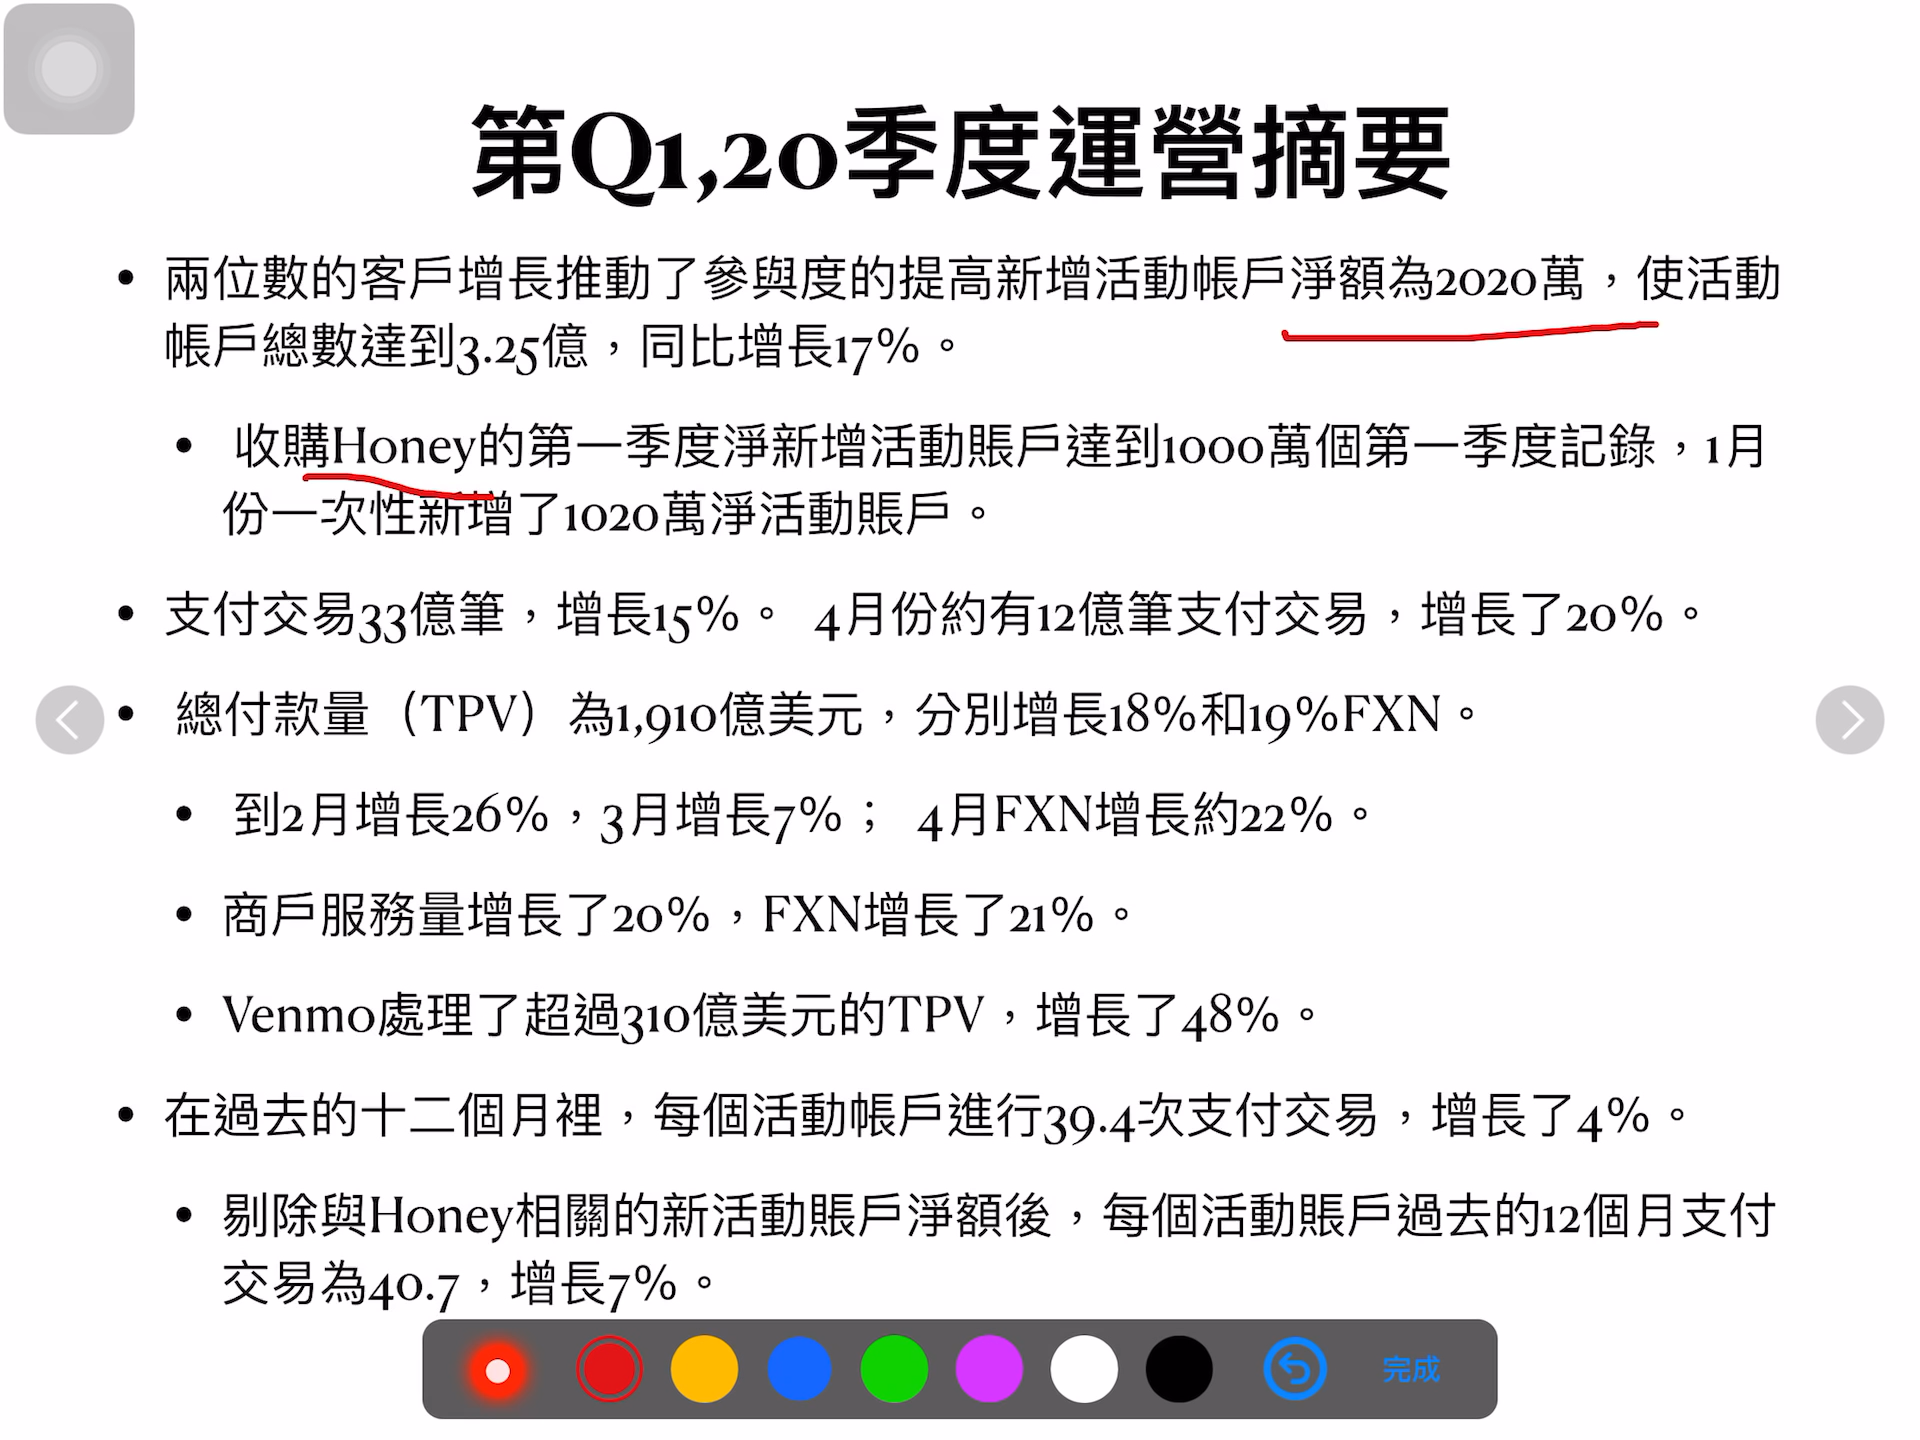 第Q1,20季度運營摘要
• 兩位數的客戶增長推動了參與度的提高新增活動帳戶淨額為2020萬，使活動
帳戶總數達到3.25億，同比增長17%。
• 收購Honey的第一季度淨新增活動賬戶達到1000萬個第一季度記錄，1月
份一次性新增了1020萬淨活動賬戶。
• 支付交易33億筆，增長15%。 4月份約有12億筆支付交易，增長了20%。
• 總付款量（TPV）為1,910億美元，分別增長18%和19%FXN。
• 到2月增長26%，3月增長7%； 4月FXN增長約22%。
• 商戶服務量增長了20%，FXN增長了21%。
• Venmo處理了超過310億美元的TPV，增長了48%。
• 在過去的十二個月裡，每個活動帳戶進行39.4次支付交易，增長了4%。
• 剔除與Honey相關的新活動賬戶淨額後，每個活動賬戶過去的12個月支付
交易為40.7，增長7%。
完成